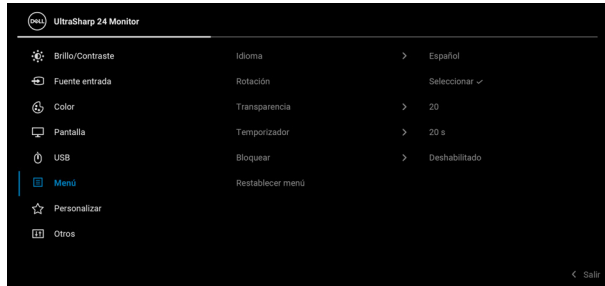 DELL UltraSharp 24 Monitor
Brillo/Contraste Idioma > Español
Fuente entrada Rotación Seleccionar ✓
Color Transparencia > 20
Pantalla Temporizador > 20 s
USB Bloquear > Deshabilitado
Menú Restablecer menú
Personalizar
Otros
< Salir